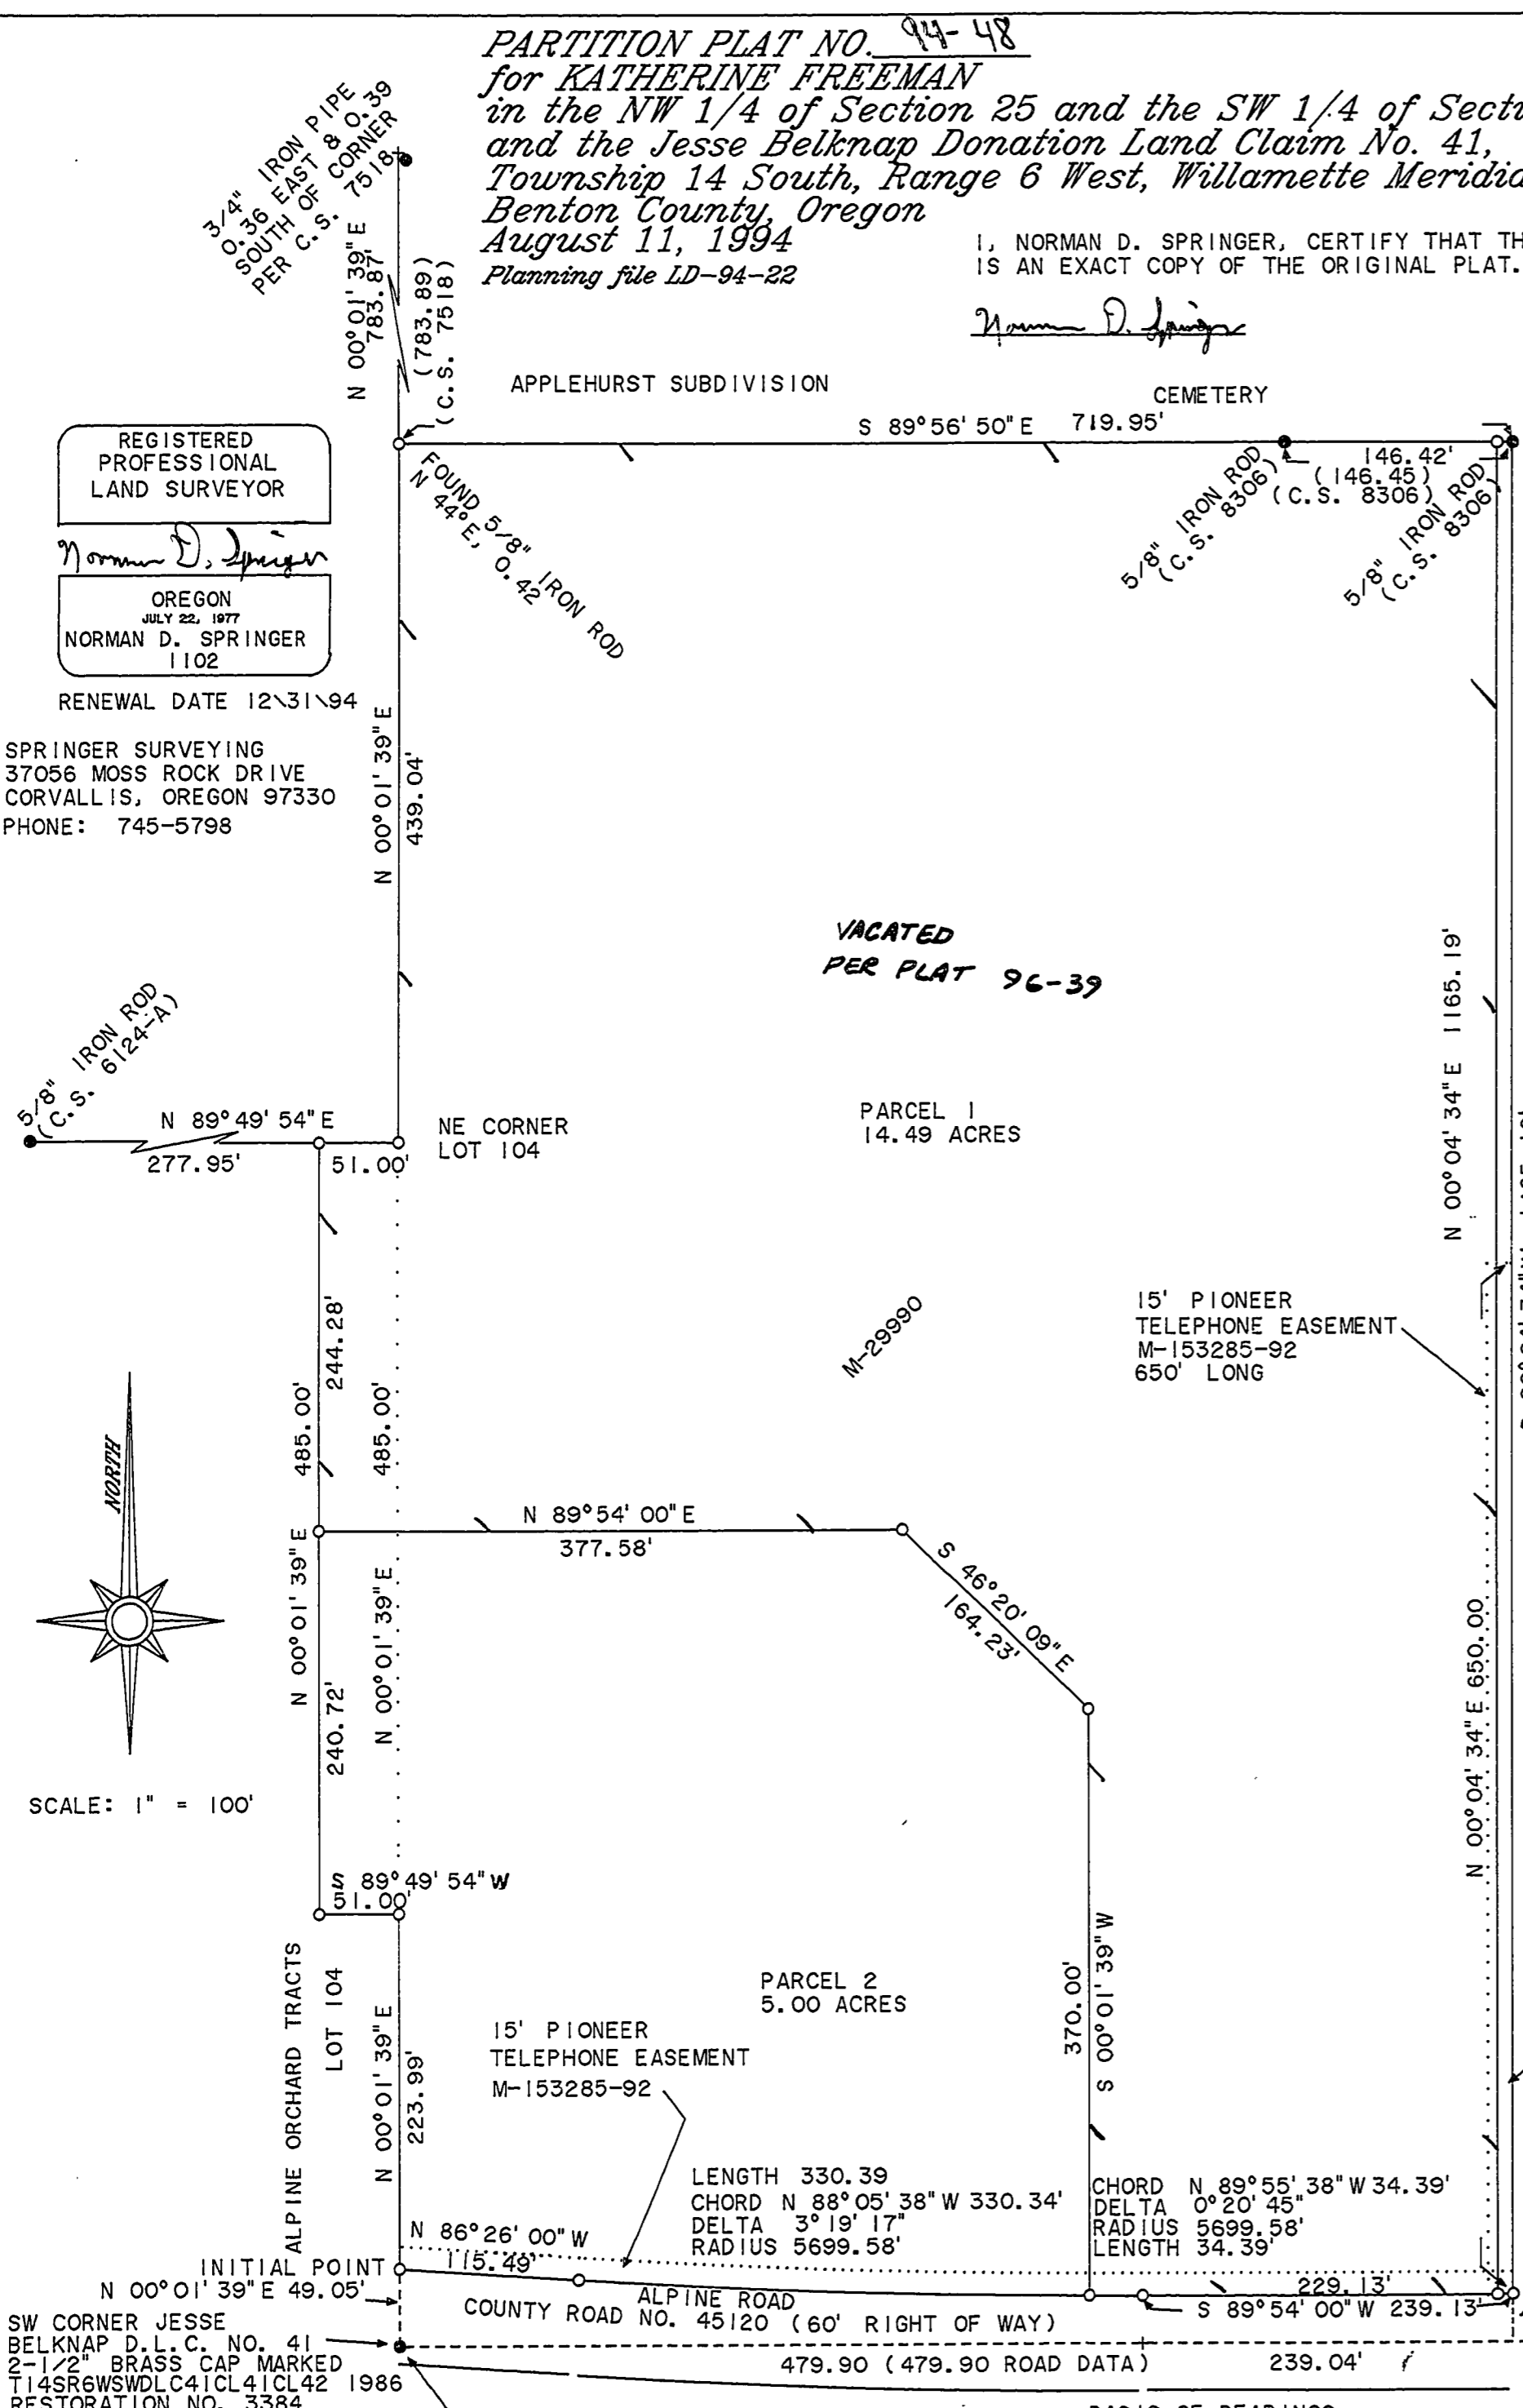 PARTITION PLAT NO. 94-48
for KATHERINE FREEMAN
in the NW 1/4 of Section 25 and the SW 1/4 of Secti
and the Jesse Belknap Donation Land Claim No. 41,
Township 14 South, Range 6 West, Willamette Meridia
Benton County, Oregon
August 11, 1994
Planning file LD-94-22
I, NORMAN D. SPRINGER, CERTIFY THAT TH
IS AN EXACT COPY OF THE ORIGINAL PLAT.
Norman D. Springer
3/4" IRON PIPE
0.36 EAST & 0.39
SOUTH OF CORNER
PER C.S. 7518
N 00°01'39"E
783.87'
(783.89)
(C.S. 7518)
APPLEHURST SUBDIVISION
CEMETERY
S 89°56'50"E 719.95'
146.42'
(146.45)
(C.S. 8306)
5/8" IRON ROD
(C.S. 8306)
5/8" IRON ROD
(C.S. 8306)
FOUND 5/8" IRON ROD
N 44°E, 0.42
REGISTERED
PROFESSIONAL
LAND SURVEYOR
Norman D. Springer
OREGON
JULY 22, 1977
NORMAN D. SPRINGER
1102
RENEWAL DATE 12\31\94
SPRINGER SURVEYING
37056 MOSS ROCK DRIVE
CORVALLIS, OREGON 97330
PHONE: 745-5798
N 00°01'39"E
439.04'
VACATED
PER PLAT 96-39
N 00°04'34"E 1165.19'
5/8" IRON ROD
(C.S. 6124-A)
N 89°49'54"E
277.95'
51.00'
NE CORNER
LOT 104
PARCEL 1
14.49 ACRES
15' PIONEER
TELEPHONE EASEMENT
M-153285-92
650' LONG
M-29990
244.28'
485.00'
485.00'
NORTH
N 89°54'00"E
377.58'
S 46°20'09"E
164.23'
N 00°01'39"E
240.72'
N 00°01'39"E
N 00°04'34"E 650.00
SCALE: 1" = 100'
S 89°49'54"W
51.00'
ALPINE ORCHARD TRACTS
LOT 104
N 00°01'39"E
223.99'
PARCEL 2
5.00 ACRES
370.00'
S 00°01'39"W
15' PIONEER
TELEPHONE EASEMENT
M-153285-92
LENGTH 330.39
CHORD N 88°05'38"W 330.34'
DELTA 3°19'17"
RADIUS 5699.58'
CHORD N 89°55'38"W 34.39'
DELTA 0°20'45"
RADIUS 5699.58'
LENGTH 34.39'
N 86°26'00"W
115.49'
INITIAL POINT
N 00°01'39"E 49.05'
ALPINE ROAD
COUNTY ROAD NO. 45120 (60' RIGHT OF WAY)
229.13'
S 89°54'00"W 239.13'
SW CORNER JESSE
BELKNAP D.L.C. NO. 41
2-1/2" BRASS CAP MARKED
T14SR6WSWDLC41CL41CL42 1986
RESTORATION NO. 3384
479.90 (479.90 ROAD DATA)
239.04'